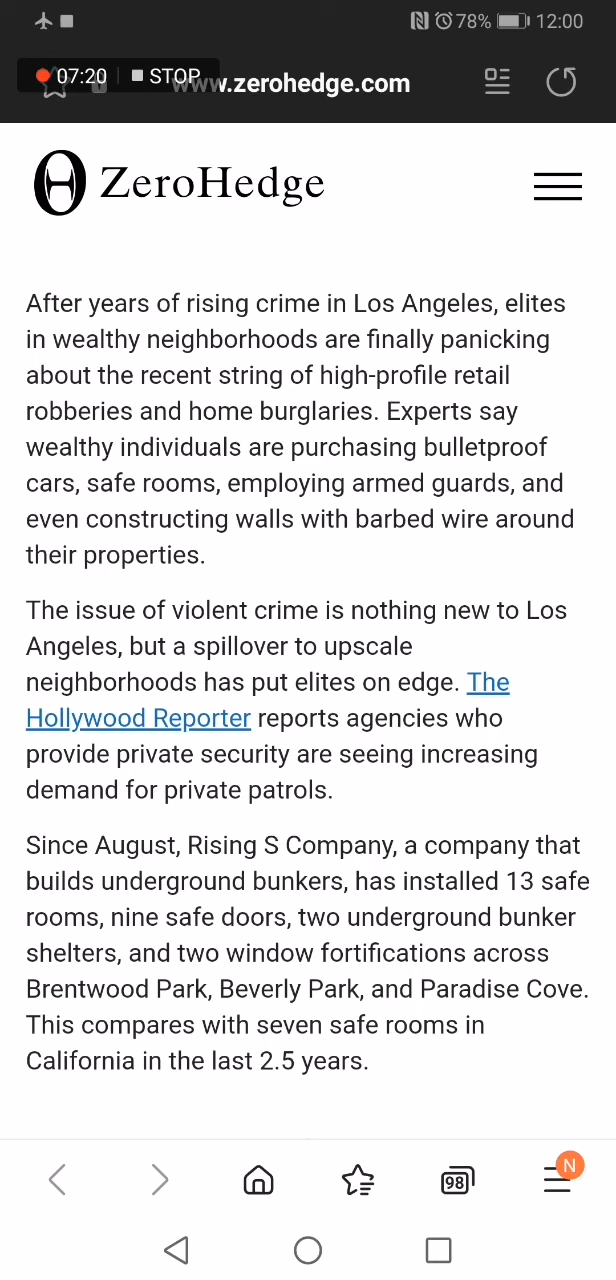 78% 12:00
07:20 STOP www.zerohedge.com
ZeroHedge
After years of rising crime in Los Angeles, elites
in wealthy neighborhoods are finally panicking
about the recent string of high-profile retail
robberies and home burglaries. Experts say
wealthy individuals are purchasing bulletproof
cars, safe rooms, employing armed guards, and
even constructing walls with barbed wire around
their properties.
The issue of violent crime is nothing new to Los
Angeles, but a spillover to upscale
neighborhoods has put elites on edge. The
Hollywood Reporter reports agencies who
provide private security are seeing increasing
demand for private patrols.
Since August, Rising S Company, a company that
builds underground bunkers, has installed 13 safe
rooms, nine safe doors, two underground bunker
shelters, and two window fortifications across
Brentwood Park, Beverly Park, and Paradise Cove.
This compares with seven safe rooms in
California in the last 2.5 years.
98 N